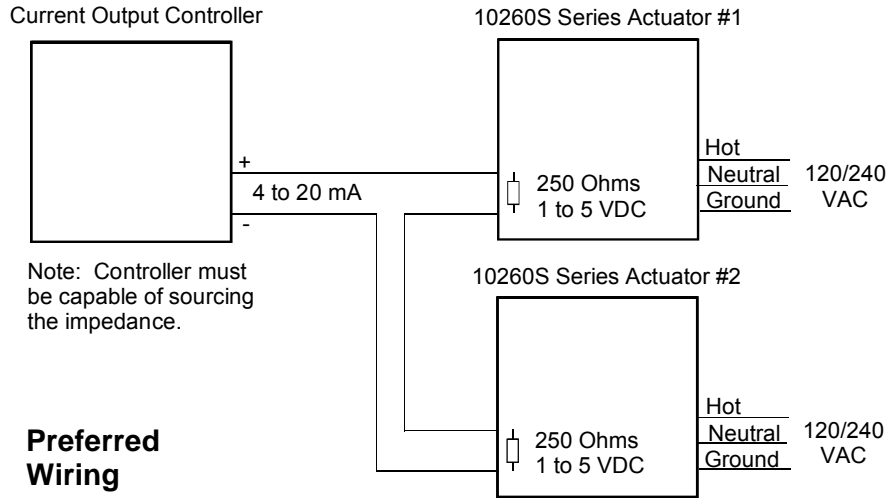 Current Output Controller
10260S Series Actuator #1
+
4 to 20 mA
-
250 Ohms
1 to 5 VDC
Hot
Neutral
Ground
120/240
VAC
Note: Controller must
be capable of sourcing
the impedance.
10260S Series Actuator #2
250 Ohms
1 to 5 VDC
Hot
Neutral
Ground
120/240
VAC
Preferred
Wiring